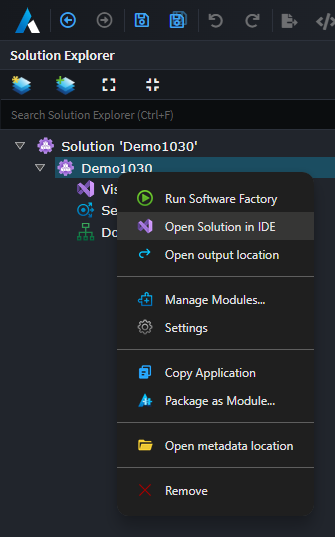 Solution Explorer
Search Solution Explorer (Ctrl+F)
Solution 'Demo1030'
Demo1030
Vis
Se
Do
Run Software Factory
Open Solution in IDE
Open output location
Manage Modules...
Settings
Copy Application
Package as Module...
Open metadata location
Remove